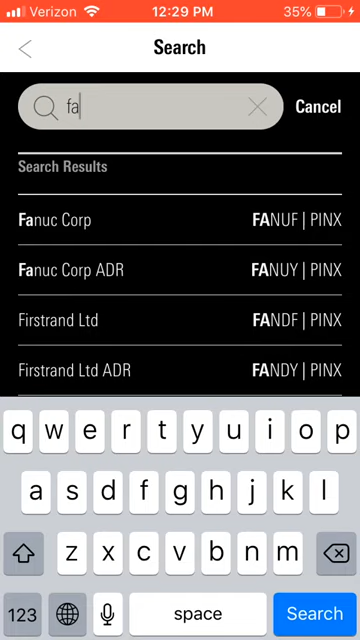 Verizon 12:29 PM 35%
Search
fa Cancel
Search Results
Fanuc Corp FANUF | PINX
Fanuc Corp ADR FANUY | PINX
Firstrand Ltd FANDF | PINX
Firstrand Ltd ADR FANDY | PINX
q w e r t y u i o p
a s d f g h j k l
z x c v b n m
123 space Search